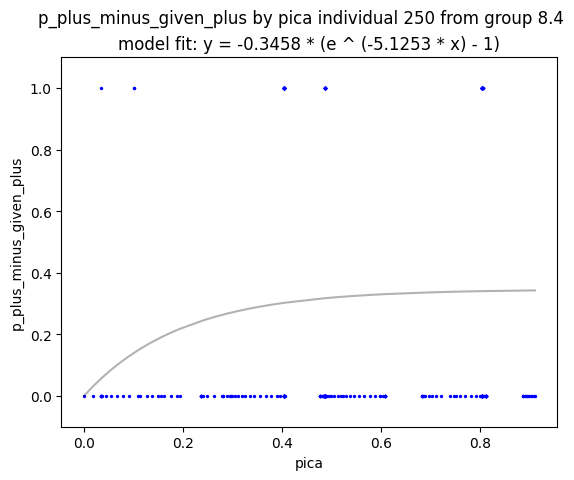 p_plus_minus_given_plus by pica individual 250 from group 8.4
model fit: y = -0.3458 * (e ^ (-5.1253 * x) - 1)
1.0
0.8
0.6
0.4
0.2
0.0
p_plus_minus_given_plus
0.0 0.2 0.4 0.6 0.8
pica